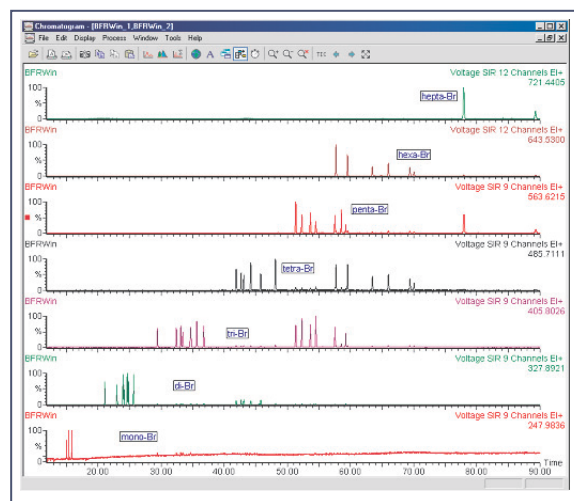 Chromatogram - [BFRWin_1,BFRWin_2]
File Edit Display Process Window Tools Help
BFRWin
Voltage SIR 12 Channels EI+
721.4405
100
%
0
hepta-Br
BFRWin
Voltage SIR 12 Channels EI+
643.5300
100
%
0
hexa-Br
BFRWin
Voltage SIR 9 Channels EI+
563.6215
100
%
0
penta-Br
BFRWin
Voltage SIR 9 Channels EI+
485.7111
100
%
0
tetra-Br
BFRWin
Voltage SIR 9 Channels EI+
405.8026
100
%
0
tri-Br
BFRWin
Voltage SIR 9 Channels EI+
327.8921
100
%
0
di-Br
BFRWin
Voltage SIR 9 Channels EI+
247.9836
100
%
0
mono-Br
Time
20.00 30.00 40.00 50.00 60.00 70.00 80.00 90.00